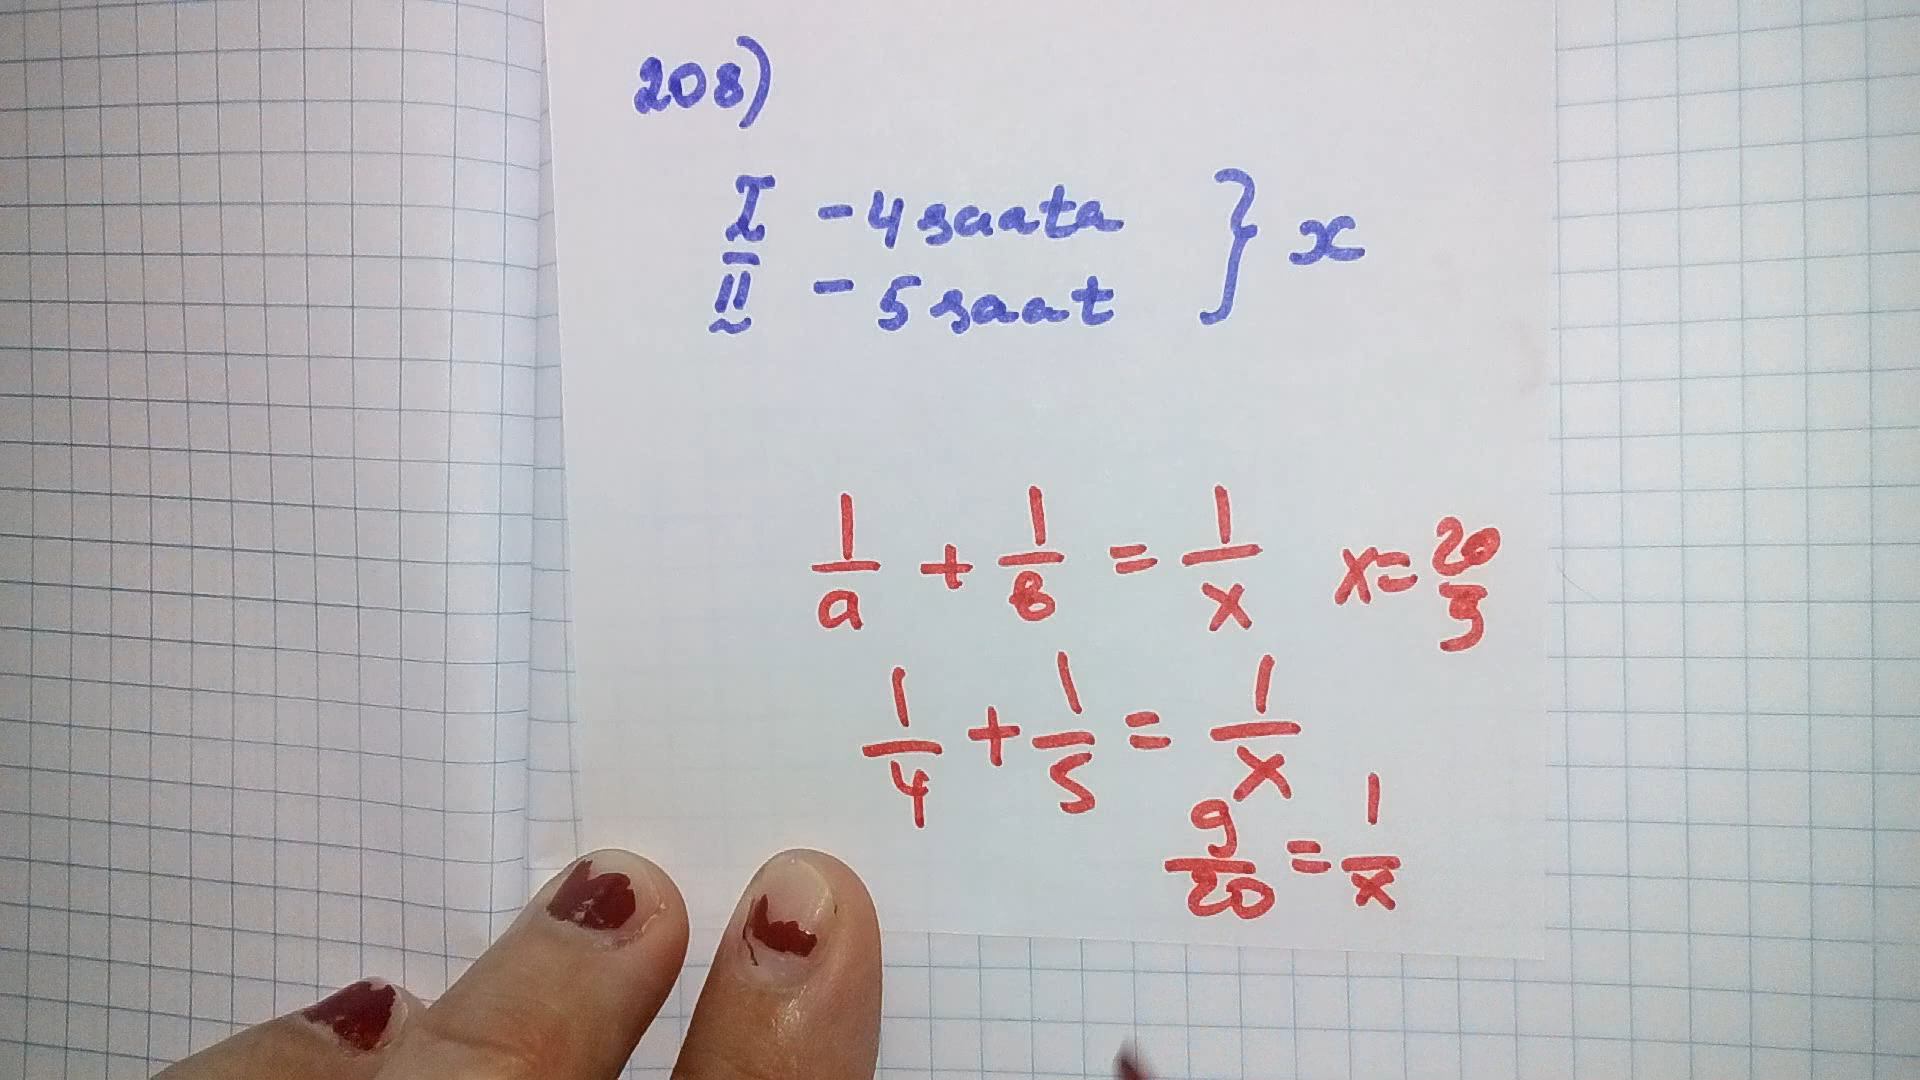 208)
I - 4 saata
II - 5 saat } x
1/a + 1/b = 1/x x = 20/9
1/4 + 1/5 = 1/x
9/20 = 1/x